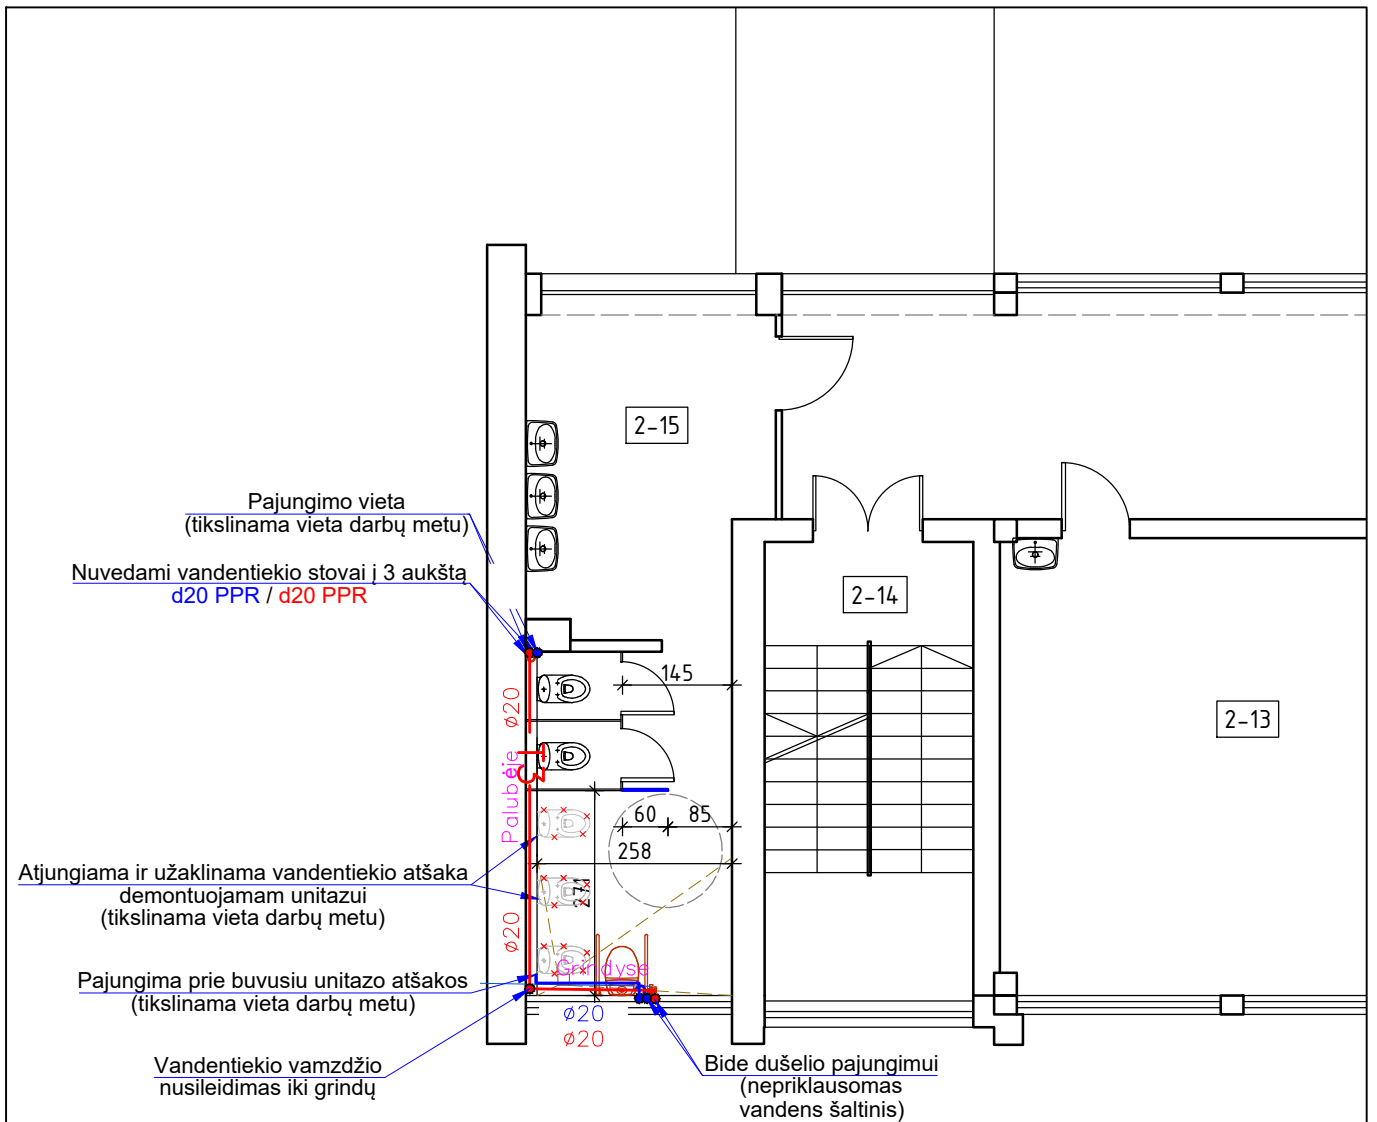 2-15
Pajungimo vieta
(tikslinama vieta darbų metu)
Nuvedami vandentiekio stovai į 3 aukštą
d20 PPR / d20 PPR
2-14
145
ø20
2-13
T3
Palubėje
60
85
258
271
Atjungiama ir užaklinama vandentiekio atšaka
demontuojamam unitazui
(tikslinama vieta darbų metu)
ø20
Grindyse
Pajungima prie buvusiu unitazo atšakos
(tikslinama vieta darbų metu)
ø20
ø20
Vandentiekio vamzdžio
nusileidimas iki grindų
Bide dušelio pajungimui
(nepriklausomas
vandens šaltinis)